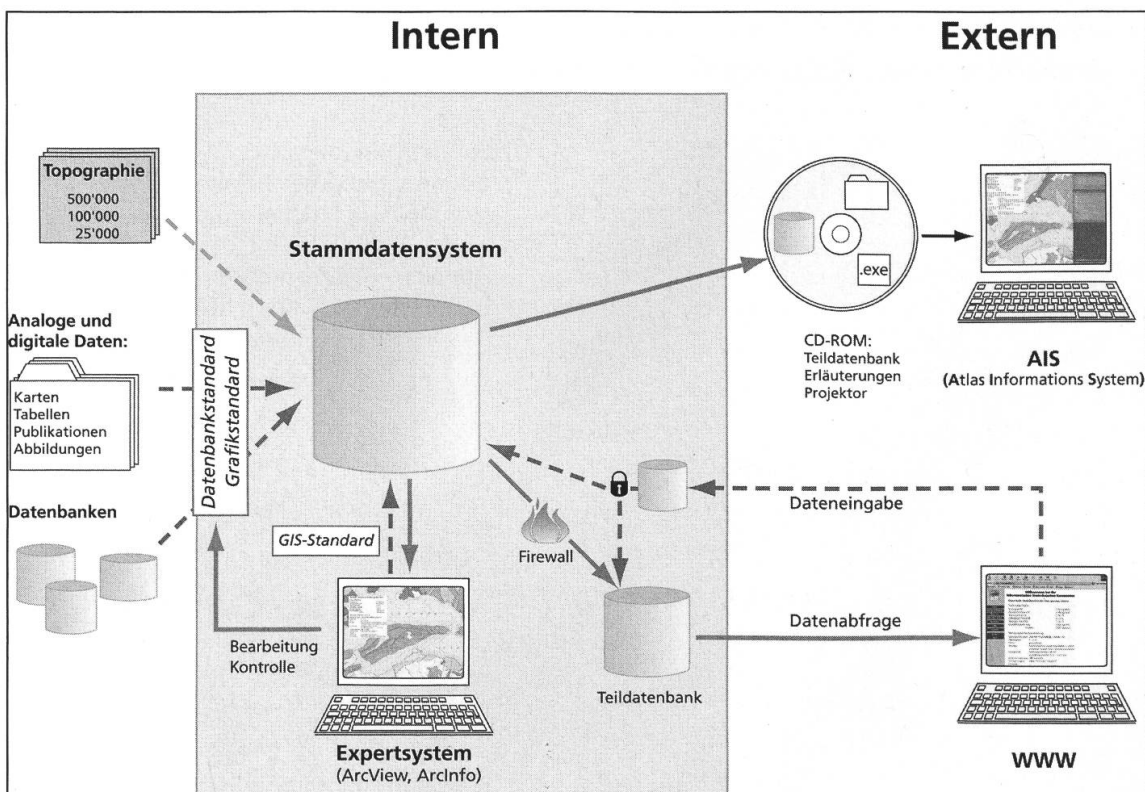 Intern
Extern
Topographie
500'000
100'000
25'000
Stammdatensystem
.exe
CD-ROM:
Teildatenbank
Erläuterungen
Projektor
AIS
(Atlas Informations System)
Analoge und
digitale Daten:
Karten
Tabellen
Publikationen
Abbildungen
Datenbankstandard
Grafikstandard
Datenbanken
GIS-Standard
Firewall
Dateneingabe
Bearbeitung
Kontrolle
Datenabfrage
Teildatenbank
Expertsystem
(ArcView, ArcInfo)
WWW